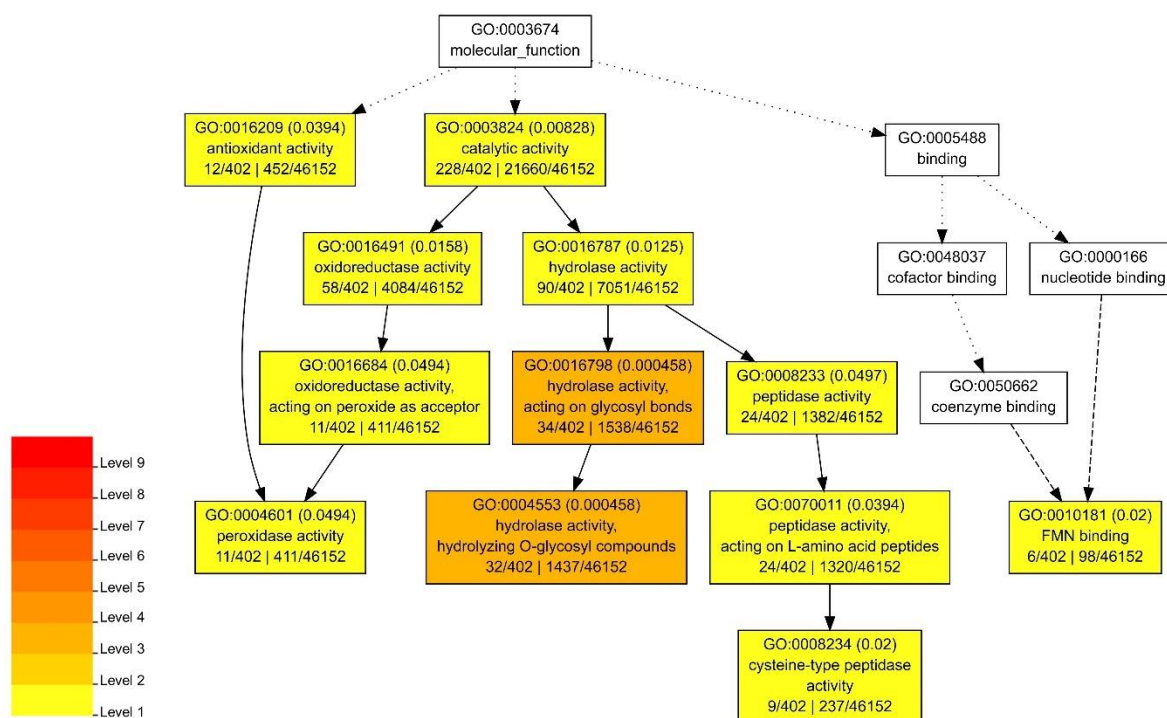 GO:0003674
molecular_function
GO:0016209 (0.0394)
antioxidant activity
12/402 | 452/46152
GO:0003824 (0.00828)
catalytic activity
228/402 | 21660/46152
GO:0005488
binding
GO:0016491 (0.0158)
oxidoreductase activity
58/402 | 4084/46152
GO:0016787 (0.0125)
hydrolase activity
90/402 | 7051/46152
GO:0048037
cofactor binding
GO:0000166
nucleotide binding
GO:0016684 (0.0494)
oxidoreductase activity,
acting on peroxide as acceptor
11/402 | 411/46152
GO:0016798 (0.000458)
hydrolase activity,
acting on glycosyl bonds
34/402 | 1538/46152
GO:0008233 (0.0497)
peptidase activity
24/402 | 1382/46152
GO:0050662
coenzyme binding
GO:0004601 (0.0494)
peroxidase activity
11/402 | 411/46152
GO:0004553 (0.000458)
hydrolase activity,
hydrolyzing O-glycosyl compounds
32/402 | 1437/46152
GO:0070011 (0.0394)
peptidase activity,
acting on L-amino acid peptides
24/402 | 1320/46152
GO:0010181 (0.02)
FMN binding
6/402 | 98/46152
GO:0008234 (0.02)
cysteine-type peptidase
activity
9/402 | 237/46152
Level 9
Level 8
Level 7
Level 6
Level 5
Level 4
Level 3
Level 2
Level 1